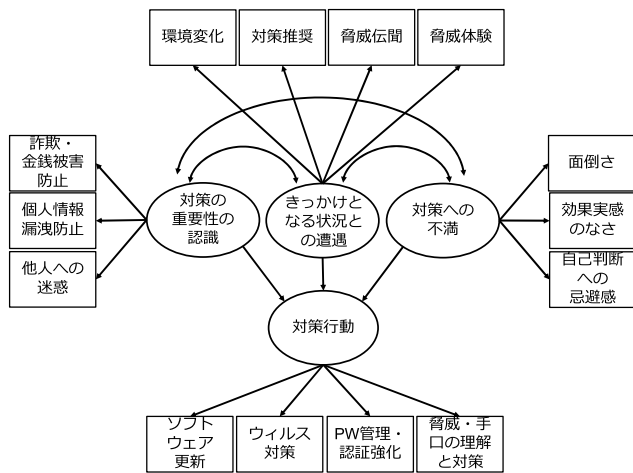 環境変化
対策推奨
脅威伝聞
脅威体験
詐欺・
金銭被害
防止
個人情報
漏洩防止
他人への
迷惑
対策の
重要性の
認識
きっかけと
なる状況と
の遭遇
対策への
不満
面倒さ
効果実感
のなさ
自己判断
への
忌避感
対策行動
ソフト
ウェア
更新
ウィルス
対策
PW管理・
認証強化
脅威・手
口の理解
と対策